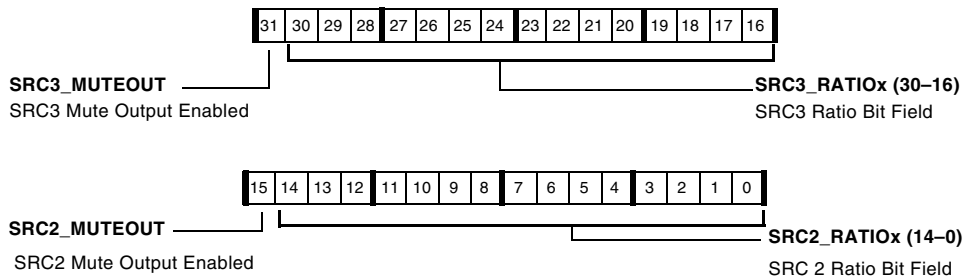 31 30 29 28 27 26 25 24 23 22 21 20 19 18 17 16
SRC3_MUTEOUT
SRC3 Mute Output Enabled
SRC3_RATIOx (30–16)
SRC3 Ratio Bit Field
15 14 13 12 11 10 9 8 7 6 5 4 3 2 1 0
SRC2_MUTEOUT
SRC2 Mute Output Enabled
SRC2_RATIOx (14–0)
SRC 2 Ratio Bit Field